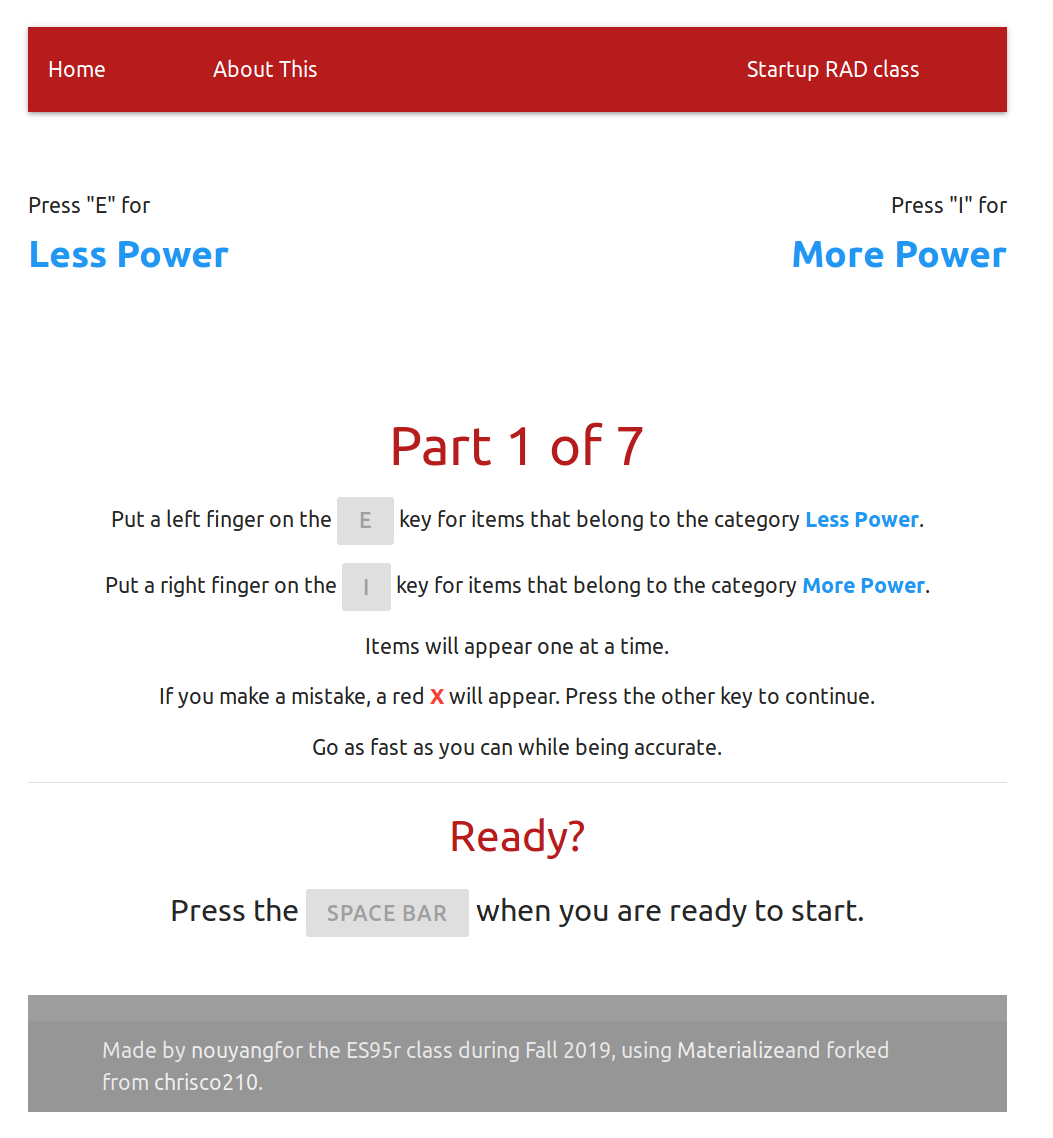 Home About This Startup RAD class
Press "E" for Press "I" for
Less Power More Power
Part 1 of 7
Put a left finger on the E key for items that belong to the category Less Power.
Put a right finger on the I key for items that belong to the category More Power.
Items will appear one at a time.
If you make a mistake, a red X will appear. Press the other key to continue.
Go as fast as you can while being accurate.
Ready?
Press the SPACE BAR when you are ready to start.
Made by nouyangfor the ES95r class during Fall 2019, using Materializeand forked
from chrisco210.